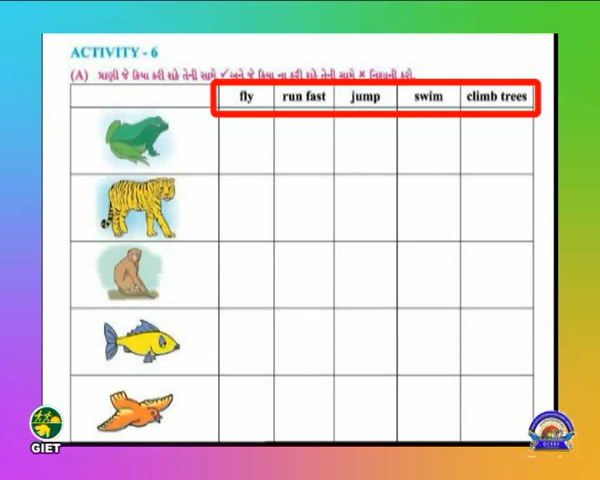 ACTIVITY - 6
(A) પ્રાણી જે ક્રિયા કરી શકે તેની સામે ✓ અને જે ક્રિયા ના કરી શકે તેની સામે × નિશાની કરો.
fly run fast jump swim climb trees
GIET